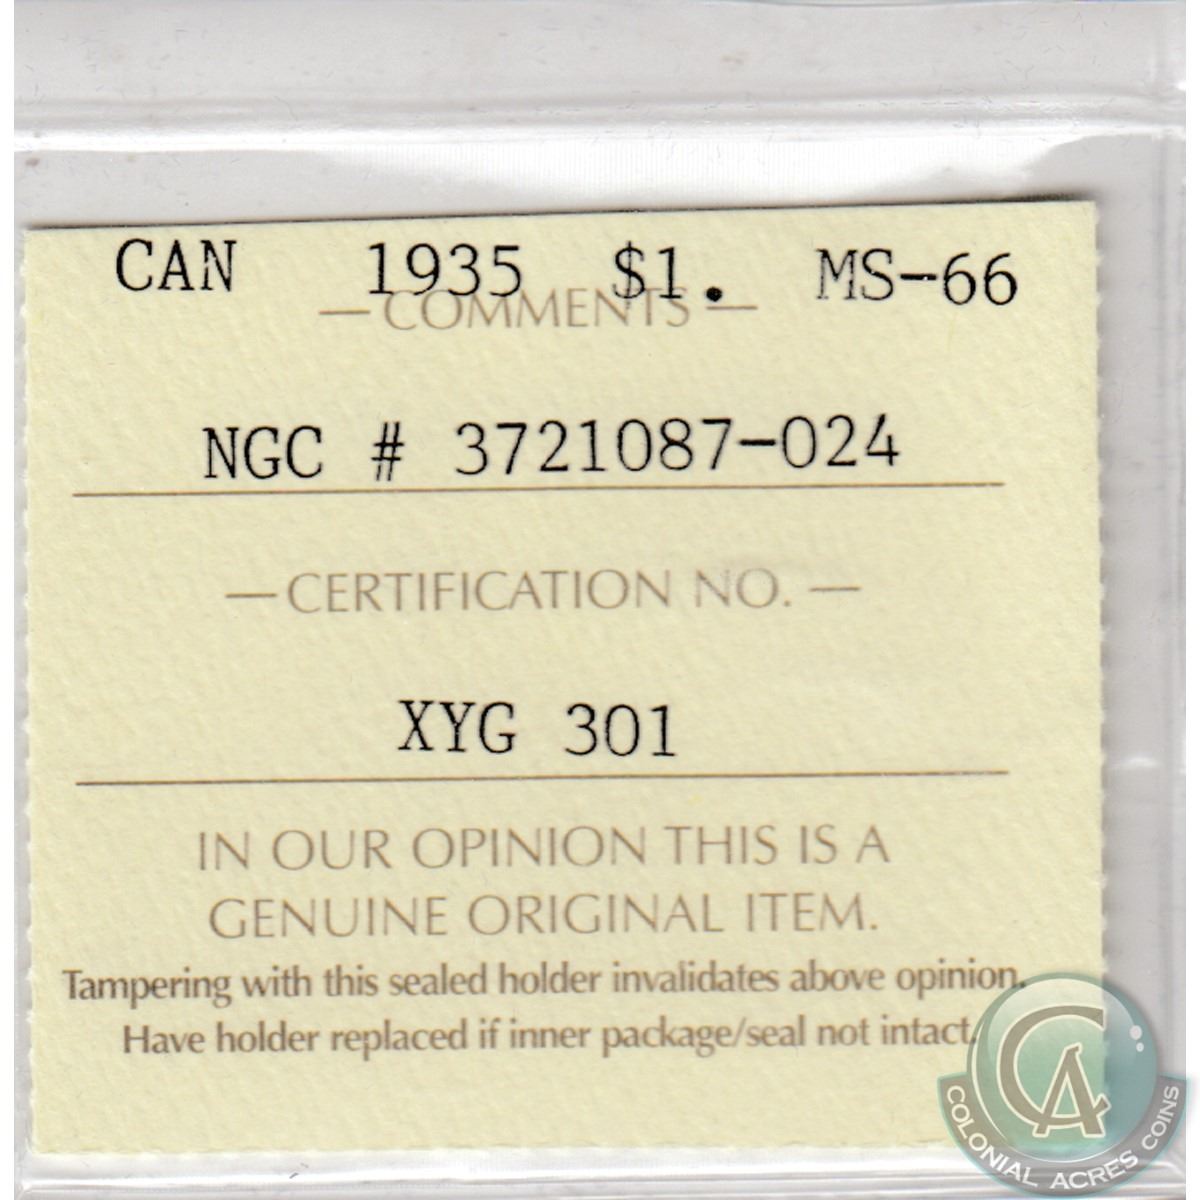 CAN 1935 $1. MS-66
— COMMENTS —
NGC # 3721087-024
— CERTIFICATION NO. —
XYG 301
IN OUR OPINION THIS IS A
GENUINE ORIGINAL ITEM.
Tampering with this sealed holder invalidates above opinion.
Have holder replaced if inner package/seal not intact.
CA
COLONIAL ACRES COINS